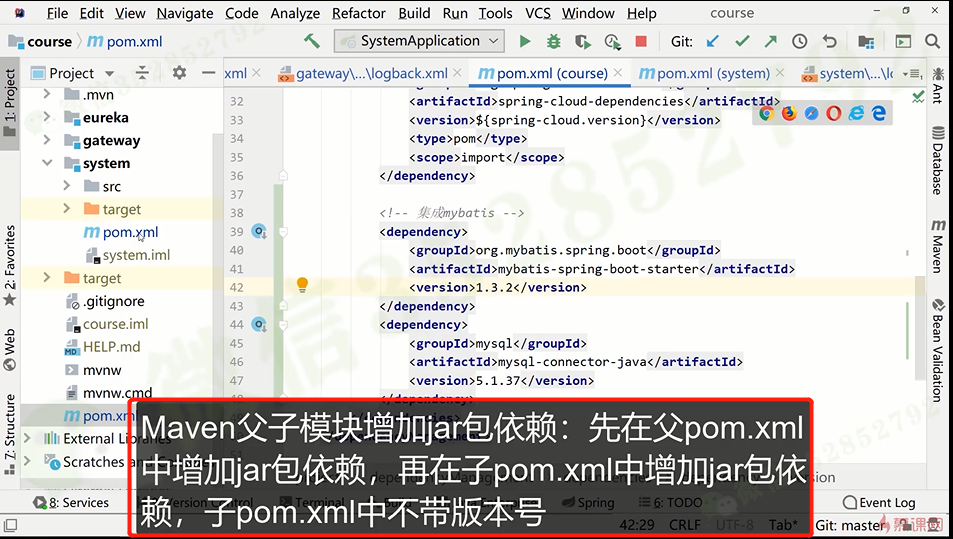 File Edit View Navigate Code Analyze Refactor Build Run Tools VCS Window Help course
course pom.xml SystemApplication Git:
Project
xml gateway\...\logback.xml pom.xml (course) pom.xml (system) system\...\lo
1: Project
2: Favorites
Web
Z: Structure
.mvn
eureka
gateway
system
src
target
pom.xml
system.iml
target
.gitignore
course.iml
HELP.md
mvnw
mvnw.cmd
pom.xm
External Libraries
Scratches and Co
32 <artifactId>spring-cloud-dependencies</artifactId>
33 <version>${spring-cloud.version}</version>
34 <type>pom</type>
35 <scope>import</scope>
36 </dependency>
37
38 <!-- 集成mybatis -->
39 <dependency>
40 <groupId>org.mybatis.spring.boot</groupId>
41 <artifactId>mybatis-spring-boot-starter</artifactId>
42 <version>1.3.2</version>
43 </dependency>
44 <dependency>
45 <groupId>mysql</groupId>
46 <artifactId>mysql-connector-java</artifactId>
47 <version>5.1.37</version>
Ant
Database
Maven
Bean Validation
Maven父子模块增加jar包依赖：先在父pom.xml
中增加jar包依赖，再在子pom.xml中增加jar包依
赖，子pom.xml中不带版本号
8: Services Version Control Terminal Build Spring 6: TODO Event Log
42:29 CRLF UTF-8 Tab* Git: master
慕课网